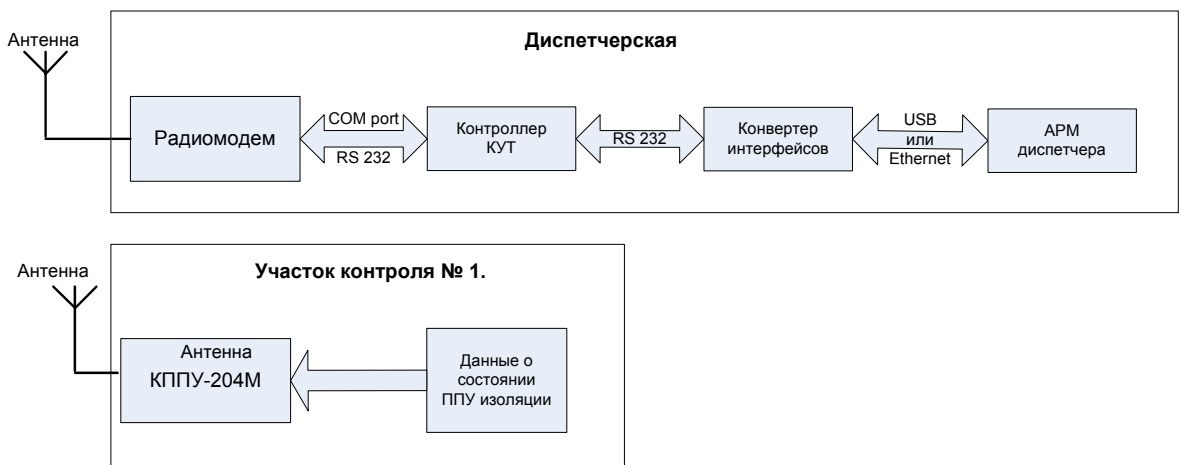 Антенна
Диспетчерская
Радиомодем
COM port
RS 232
Контроллер
КУТ
RS 232
Конвертер
интерфейсов
USB
или
Ethernet
АРМ
диспетчера
Антенна
Участок контроля № 1.
Антенна
КППУ-204М
Данные о
состоянии
ППУ изоляции